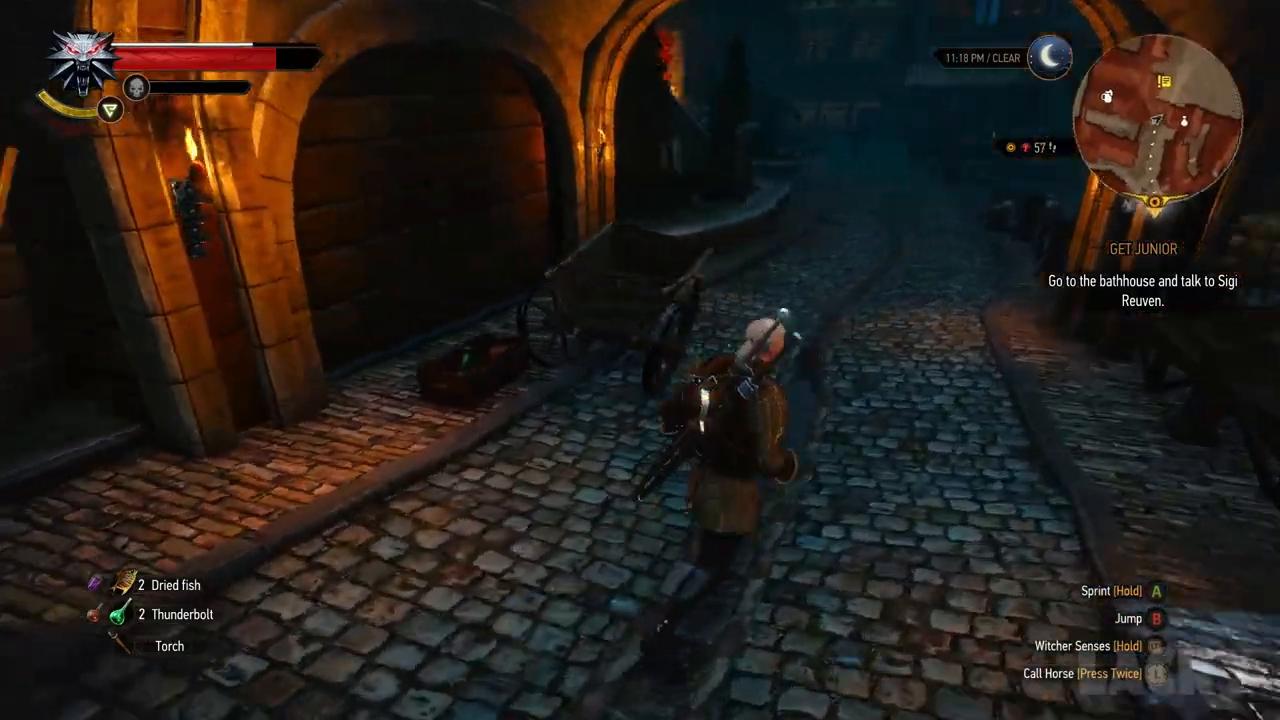 11:18 PM / CLEAR
57
GET JUNIOR
Go to the bathhouse and talk to Sigi
Reuven.
2 Dried fish
2 Thunderbolt
Torch
Sprint [Hold] A
Jump B
Witcher Senses [Hold]
Call Horse [Press Twice] L